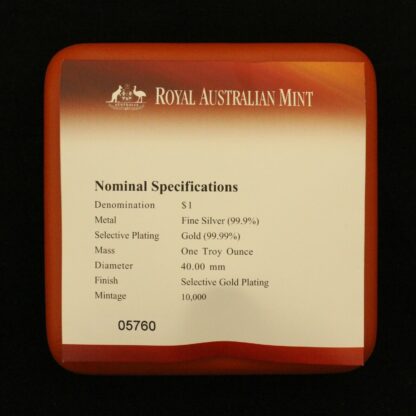 ROYAL AUSTRALIAN MINT
Nominal Specifications
Denomination $1
Metal Fine Silver (99.9%)
Selective Plating Gold (99.99%)
Mass One Troy Ounce
Diameter 40.00 mm
Finish Selective Gold Plating
Mintage 10,000
05760